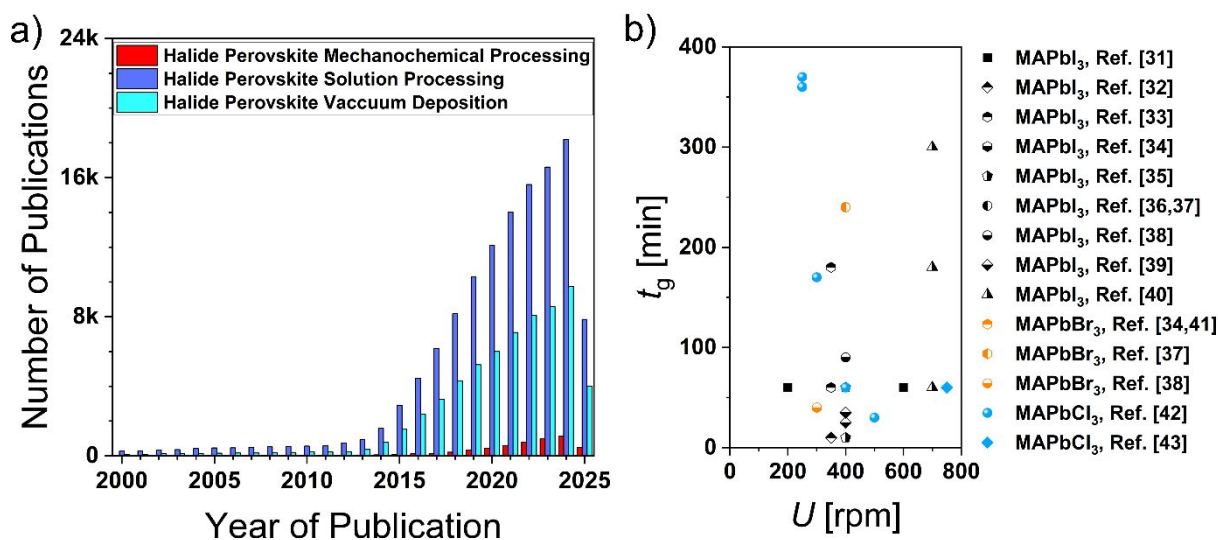 a)
24k
16k
8k
0
Number of Publications
Halide Perovskite Mechanochemical Processing
Halide Perovskite Solution Processing
Halide Perovskite Vaccuum Deposition
2000 2005 2010 2015 2020 2025
Year of Publication
b)
400
300
200
100
0
t_g [min]
0 200 400 600 800
U [rpm]
MAPbI₃, Ref. [31]
MAPbI₃, Ref. [32]
MAPbI₃, Ref. [33]
MAPbI₃, Ref. [34]
MAPbI₃, Ref. [35]
MAPbI₃, Ref. [36,37]
MAPbI₃, Ref. [38]
MAPbI₃, Ref. [39]
MAPbI₃, Ref. [40]
MAPbBr₃, Ref. [34,41]
MAPbBr₃, Ref. [37]
MAPbBr₃, Ref. [38]
MAPbCl₃, Ref. [42]
MAPbCl₃, Ref. [43]